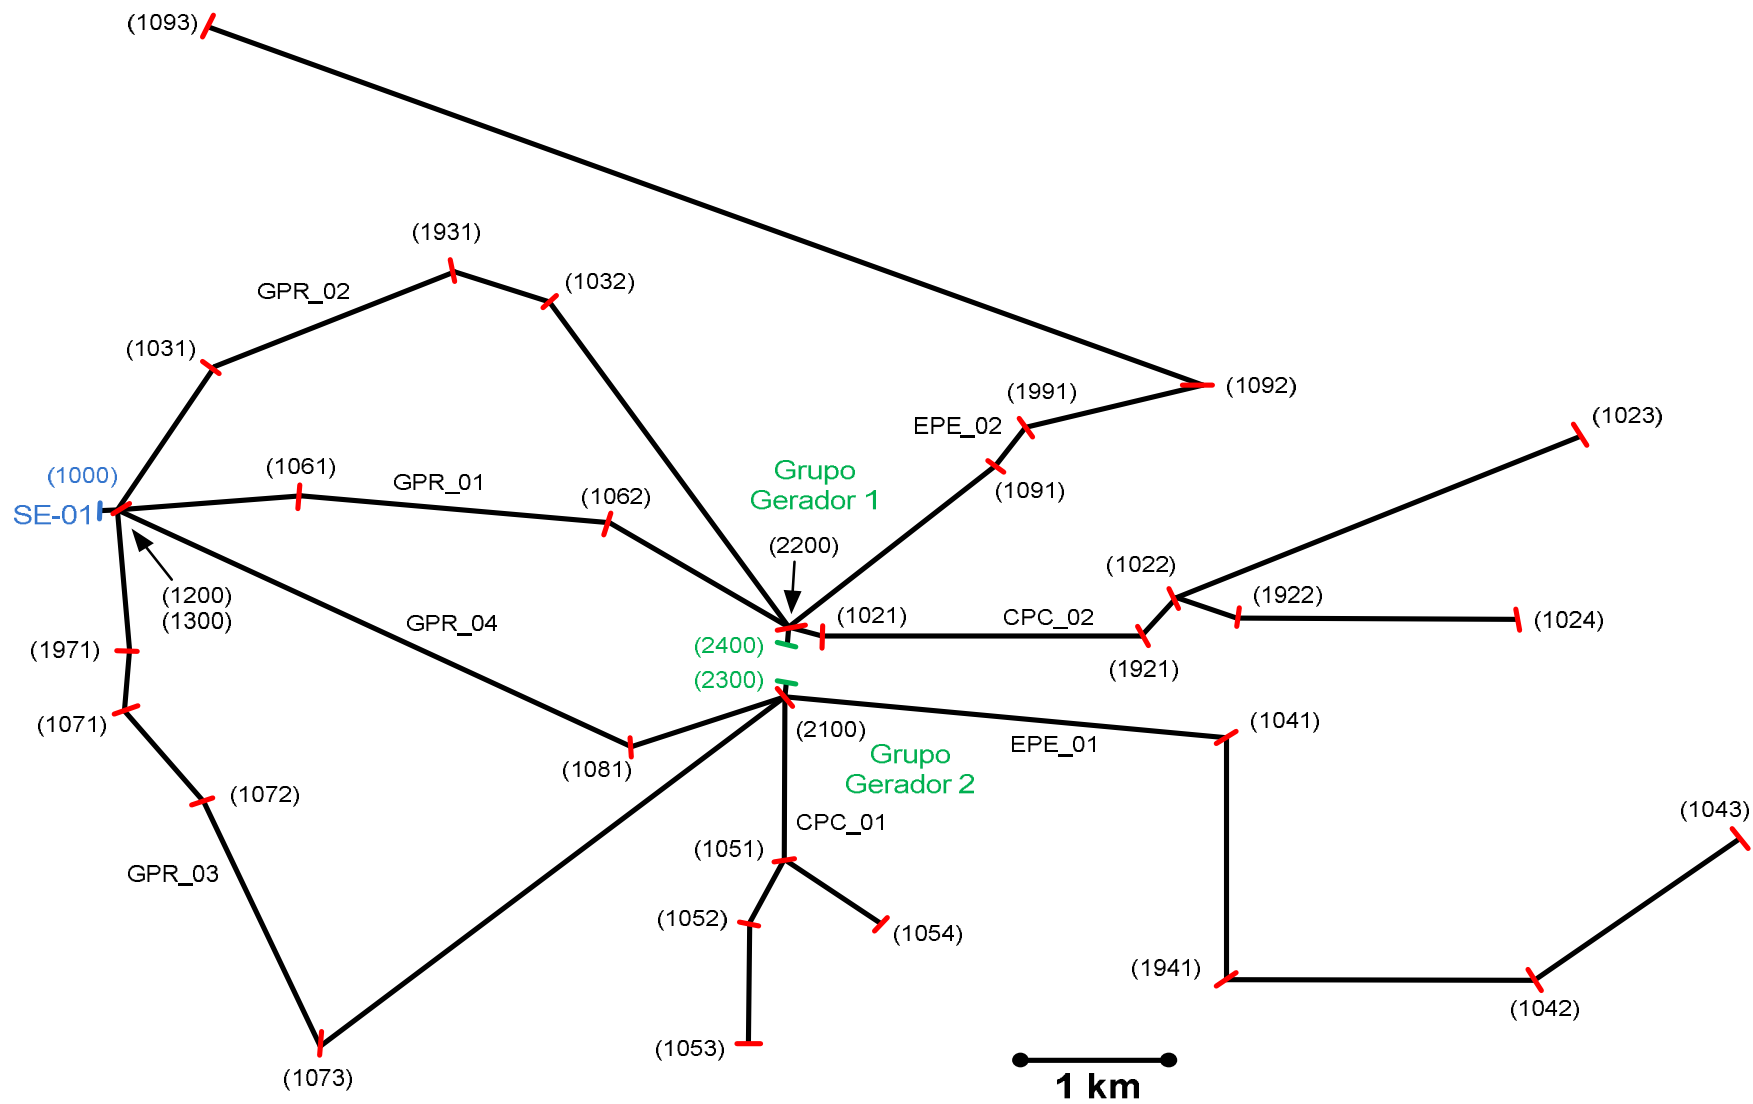 (1093)
(1931)
(1032)
GPR_02
(1031)
(1092)
(1991)
(1023)
EPE_02
(1000)
(1061)
GPR_01
Grupo
Gerador 1
(1091)
(1062)
SE-01
(2200)
(1022)
(1200)
(1300)
(1922)
(1021)
CPC_02
(1024)
GPR_04
(2400)
(1971)
(1921)
(2300)
(1071)
(2100)
(1041)
EPE_01
Grupo
Gerador 2
(1081)
(1072)
(1043)
CPC_01
(1051)
GPR_03
(1052)
(1054)
(1941)
(1042)
(1053)
(1073)
1 km